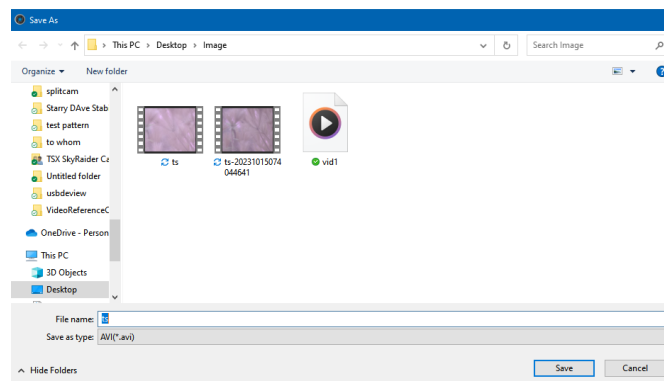 Save As
This PC > Desktop > Image
Search Image
Organize
New folder
splitcam
Starry DAve Stab
test pattern
to whom
TSX SkyRaider Ca
Untitled folder
usbdeview
VideoReferenceC
OneDrive - Person
This PC
3D Objects
Desktop
ts
ts-20231015074
044641
vid1
File name: ts
Save as type: AVI(*.avi)
Hide Folders
Save
Cancel